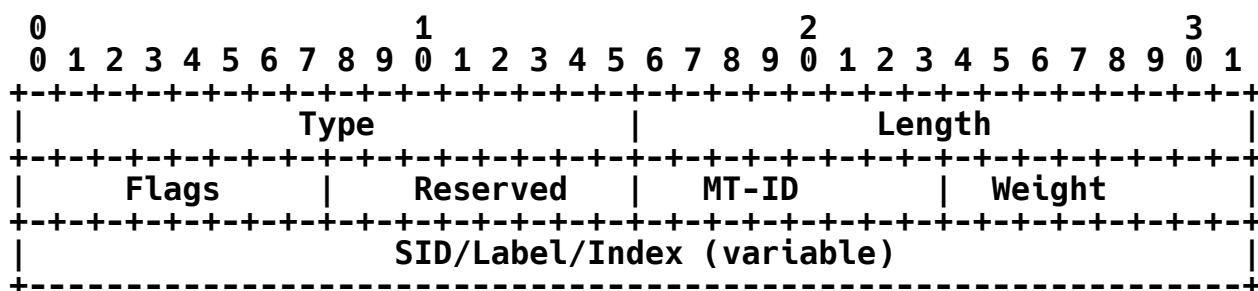 0                   1                   2                   3
 0 1 2 3 4 5 6 7 8 9 0 1 2 3 4 5 6 7 8 9 0 1 2 3 4 5 6 7 8 9 0 1
+-+-+-+-+-+-+-+-+-+-+-+-+-+-+-+-+-+-+-+-+-+-+-+-+-+-+-+-+-+-+-+-+
|              Type             |            Length             |
+-+-+-+-+-+-+-+-+-+-+-+-+-+-+-+-+-+-+-+-+-+-+-+-+-+-+-+-+-+-+-+-+
|     Flags     |    Reserved   |   MT-ID       |  Weight       |
+-+-+-+-+-+-+-+-+-+-+-+-+-+-+-+-+-+-+-+-+-+-+-+-+-+-+-+-+-+-+-+-+
|                   SID/Label/Index (variable)                  |
+---------------------------------------------------------------+